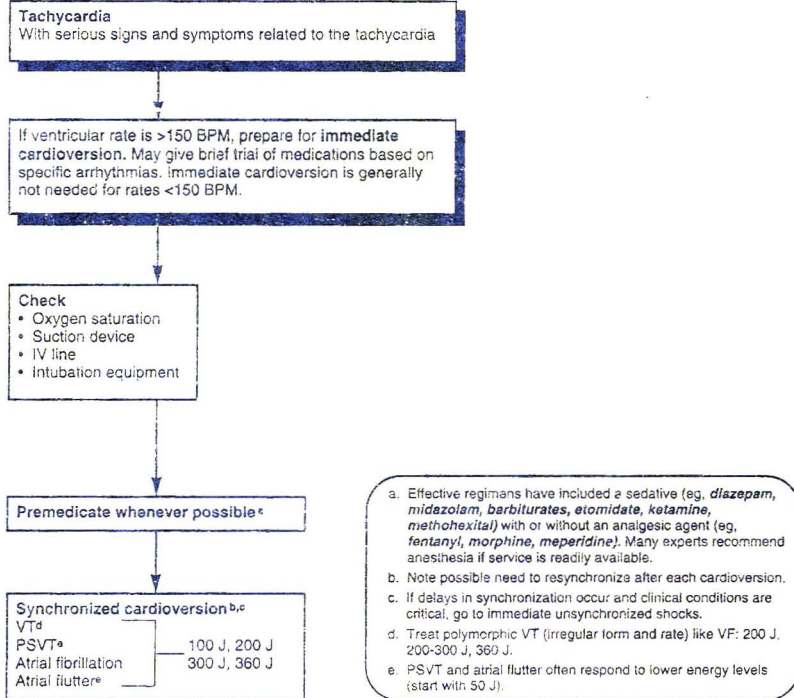 Tachycardia
With serious signs and symptoms related to the tachycardia
If ventricular rate is >150 BPM, prepare for immediate
cardioversion. May give brief trial of medications based on
specific arrhythmias. Immediate cardioversion is generally
not needed for rates <150 BPM.
Check
• Oxygen saturation
• Suction device
• IV line
• Intubation equipment
Premedicate whenever possible a
Synchronized cardioversion b,c
VT d
PSVT e
Atrial fibrillation
Atrial flutter e
100 J, 200 J
300 J, 360 J
a. Effective regimans have included a sedative (eg, diazepam,
midazolam, barbiturates, etomidate, ketamine,
methohexital) with or without an analgesic agent (eg,
fentanyl, morphine, meperidine). Many experts recommend
anesthesia if service is readily available.
b. Note possible need to resynchronize after each cardioversion.
c. If delays in synchronization occur and clinical conditions are
critical, go to immediate unsynchronized shocks.
d. Treat polymorphic VT (irregular form and rate) like VF: 200 J,
200-300 J, 360 J.
e. PSVT and atrial flutter often respond to lower energy levels
(start with 50 J).